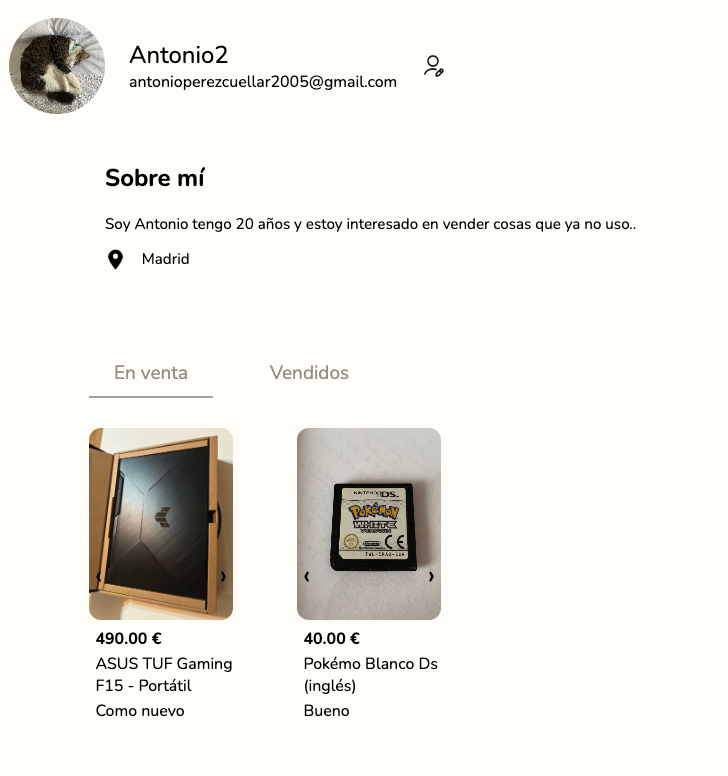 Antonio2
antonioperezcuellar2005@gmail.com
Sobre mí
Soy Antonio tengo 20 años y estoy interesado en vender cosas que ya no uso..
Madrid
En venta
Vendidos
NINTENDO DS
POKéMON
WHITE
VERSION
Nintendo
CE
490.00 €
ASUS TUF Gaming
F15 - Portátil
Como nuevo
40.00 €
Pokémo Blanco Ds
(inglés)
Bueno